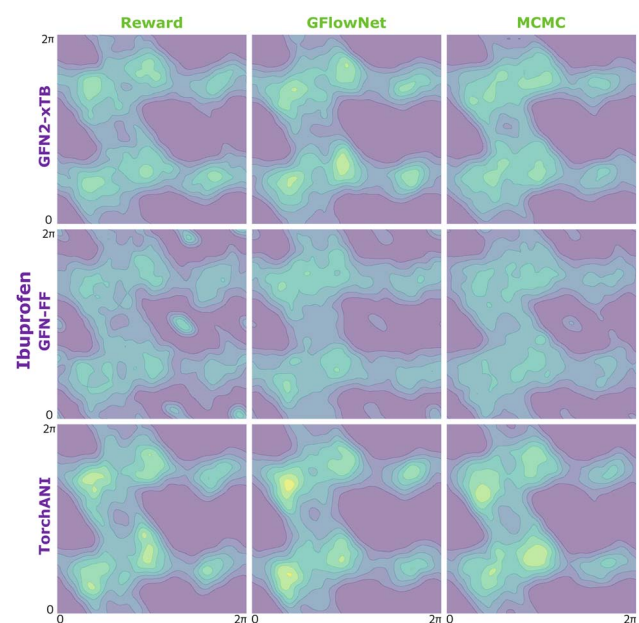 Reward GFlowNet MCMC
2π
GFN2-xTB
0
2π
Ibuprofen
GFN-FF
0
2π
TorchANI
0
0 2π 0 2π 0 2π